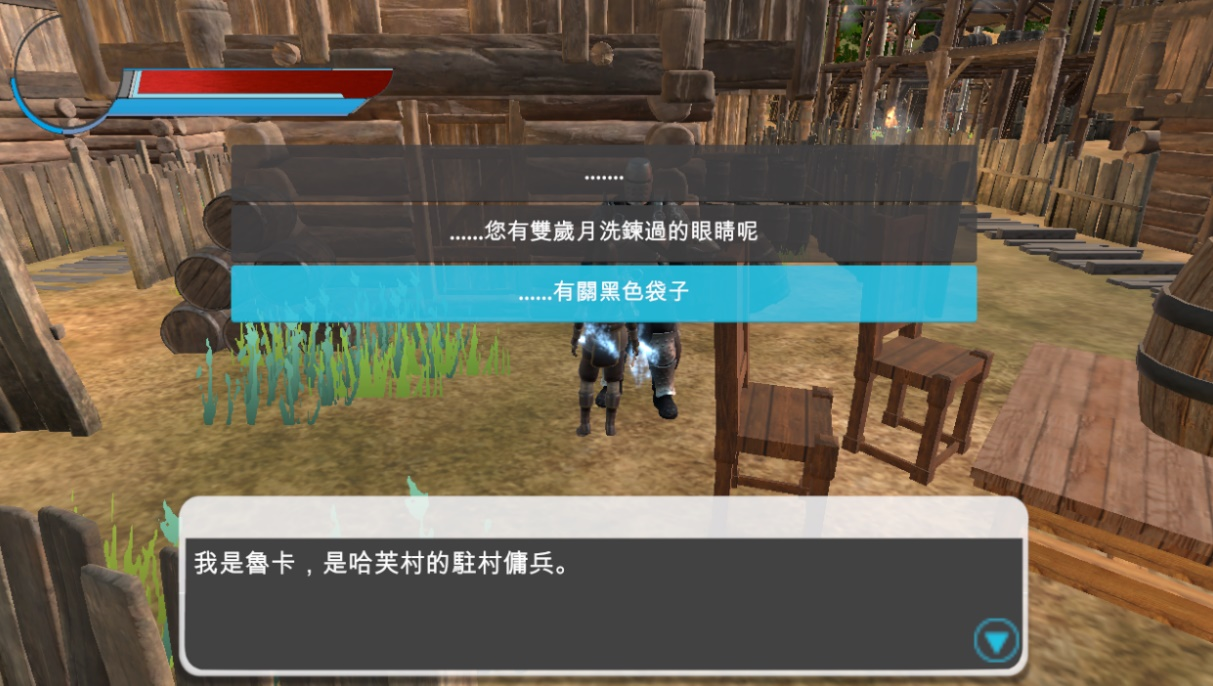 .......
......您有雙歲月洗鍊過的眼睛呢
......有關黑色袋子
我是魯卡，是哈芙村的駐村傭兵。